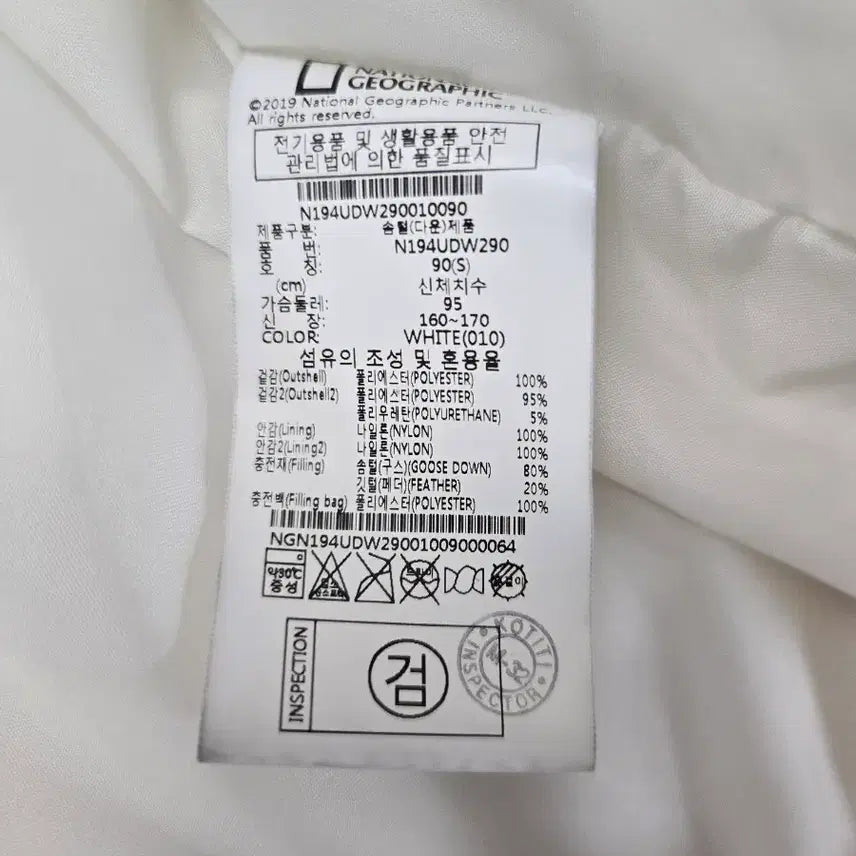 NATIONAL
GEOGRAPHIC
©2019 National Geographic Partners LLC.
All rights reserved.
전기용품 및 생활용품 안전
관리법에 의한 품질표시
N194UDW290010090
제품구분: 솜털(다운)제품
품 번: N194UDW290
호 칭: 90(S)
(cm) 신체치수
가슴둘레: 95
신 장: 160~170
COLOR: WHITE(010)
섬유의 조성 및 혼용율
겉감(Outshell) 폴리에스터(POLYESTER) 100%
겉감2(Outshell2) 폴리에스터(POLYESTER) 95%
폴리우레탄(POLYURETHANE) 5%
안감(Lining) 나일론(NYLON) 100%
안감2(Lining2) 나일론(NYLON) 100%
충전재(Filling) 솜털(구스)(GOOSE DOWN) 80%
깃털(페더)(FEATHER) 20%
충전백(Filling bag) 폴리에스터(POLYESTER) 100%
NGN194UDW29001009000064
약30℃
중성
드라이
INSPECTION
검
KOTITI
INSPECTOR